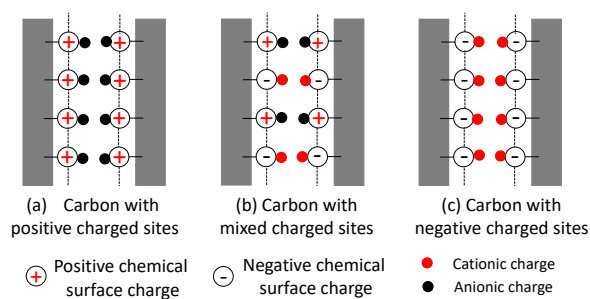 (a) Carbon with
positive charged sites
(b) Carbon with
mixed charged sites
(c) Carbon with
negative charged sites
+ Positive chemical
surface charge
- Negative chemical
surface charge
Cationic charge
Anionic charge